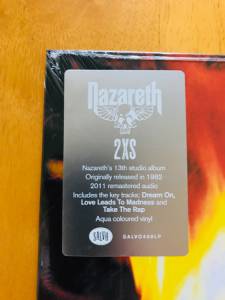 Nazareth
2XS
Nazareth's 13th studio album
Originally released in 1982
2011 remastered audio
Includes the key tracks; Dream On,
Love Leads To Madness and
Take The Rap
Aqua coloured vinyl
SALVO
SALVO408LP